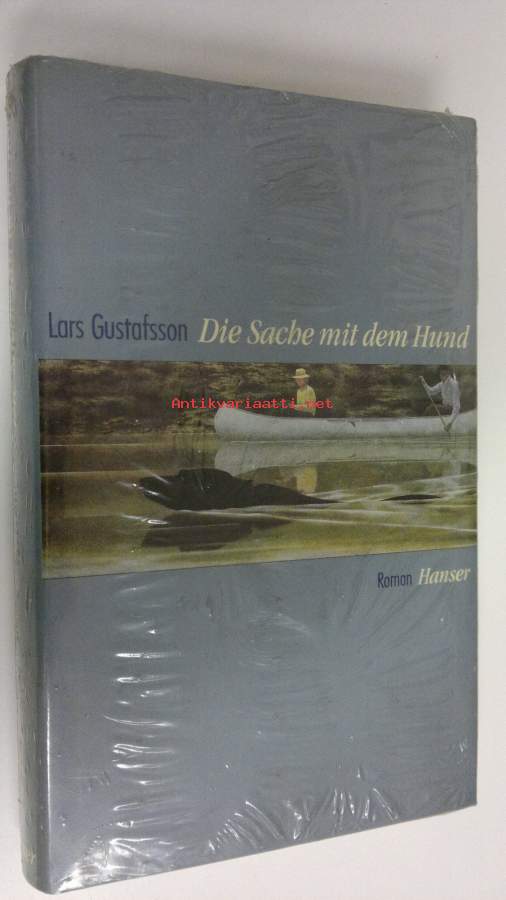 Lars Gustafsson Die Sache mit dem Hund
Antikvariaatti.net
Roman Hanser